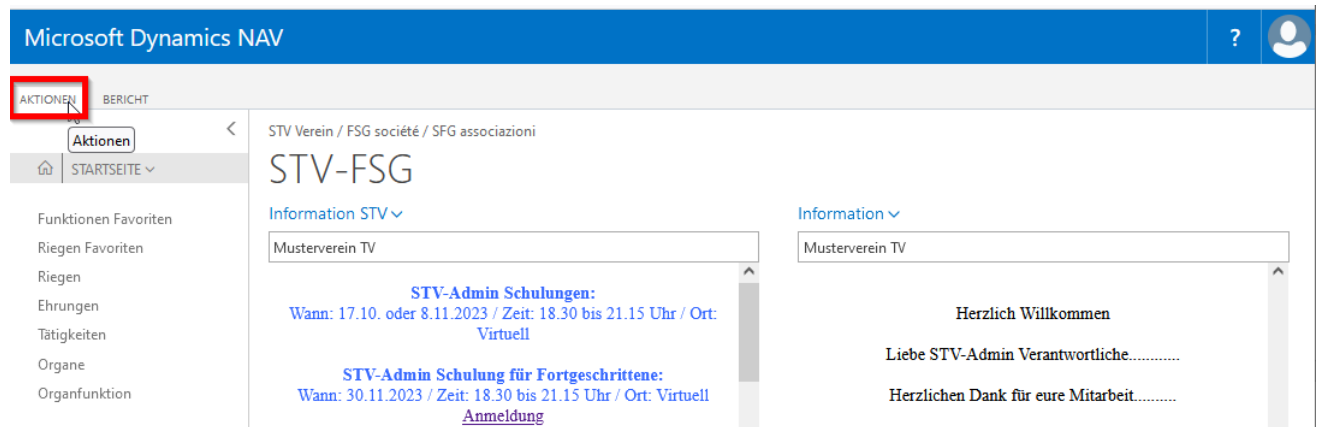 Microsoft Dynamics NAV
?
AKTIONEN
BERICHT
Aktionen
STARTSEITE
Funktionen Favoriten
Riegen Favoriten
Riegen
Ehrungen
Tätigkeiten
Organe
Organfunktion
STV Verein / FSG société / SFG associazioni
STV-FSG
Information STV
Musterverein TV
STV-Admin Schulungen:
Wann: 17.10. oder 8.11.2023 / Zeit: 18.30 bis 21.15 Uhr / Ort:
Virtuell
STV-Admin Schulung für Fortgeschrittene:
Wann: 30.11.2023 / Zeit: 18.30 bis 21.15 Uhr / Ort: Virtuell
Anmeldung
Information
Musterverein TV
Herzlich Willkommen
Liebe STV-Admin Verantwortliche............
Herzlichen Dank für eure Mitarbeit..........